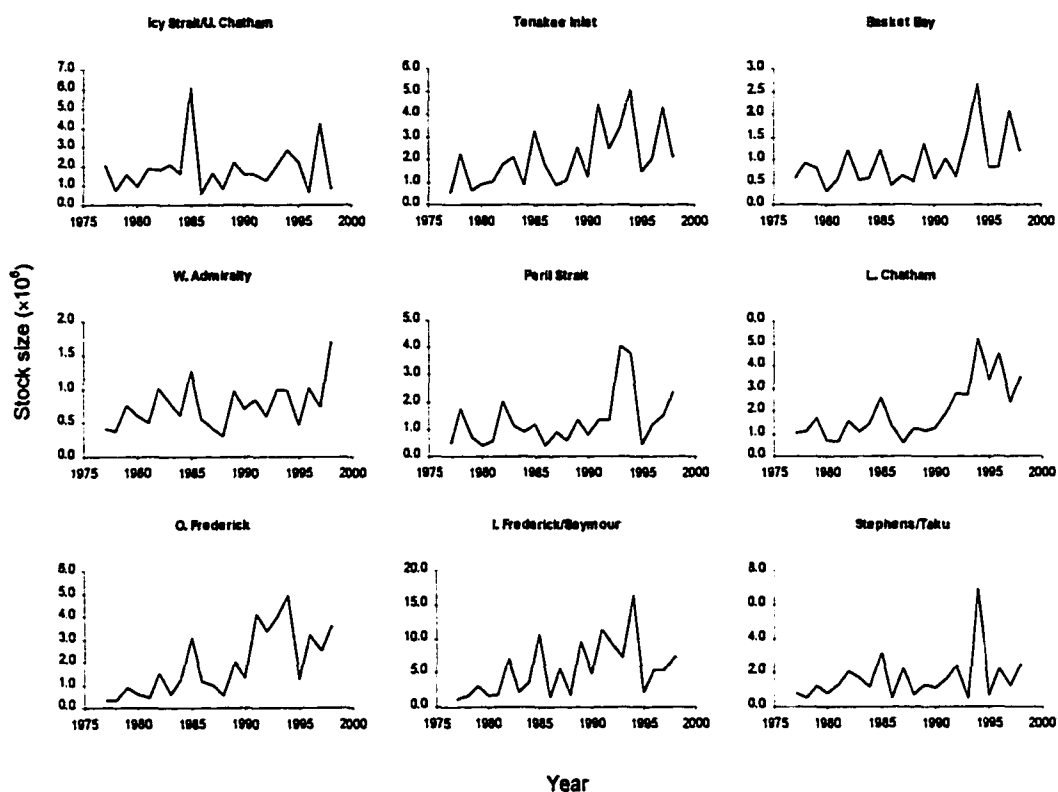 Icy Strait/U. Chatham
7.0
6.0
5.0
4.0
3.0
2.0
1.0
0.0
1975 1980 1985 1990 1995 2000
Tenakee Inlet
6.0
5.0
4.0
3.0
2.0
1.0
0.0
1975 1980 1985 1990 1995 2000
Basket Bay
3.0
2.5
2.0
1.5
1.0
0.5
0.0
1975 1980 1985 1990 1995 2000
Stock size (×10⁶)
W. Admiralty
2.0
1.5
1.0
0.5
0.0
1975 1980 1985 1990 1995 2000
Peril Strait
5.0
4.0
3.0
2.0
1.0
0.0
1975 1980 1985 1990 1995 2000
L. Chatham
6.0
5.0
4.0
3.0
2.0
1.0
0.0
1975 1980 1985 1990 1995 2000
O. Frederick
6.0
5.0
4.0
3.0
2.0
1.0
0.0
1975 1980 1985 1990 1995 2000
I. Frederick/Seymour
20.0
15.0
10.0
5.0
0.0
1975 1980 1985 1990 1995 2000
Stephens/Taku
8.0
6.0
4.0
2.0
0.0
1975 1980 1985 1990 1995 2000
Year